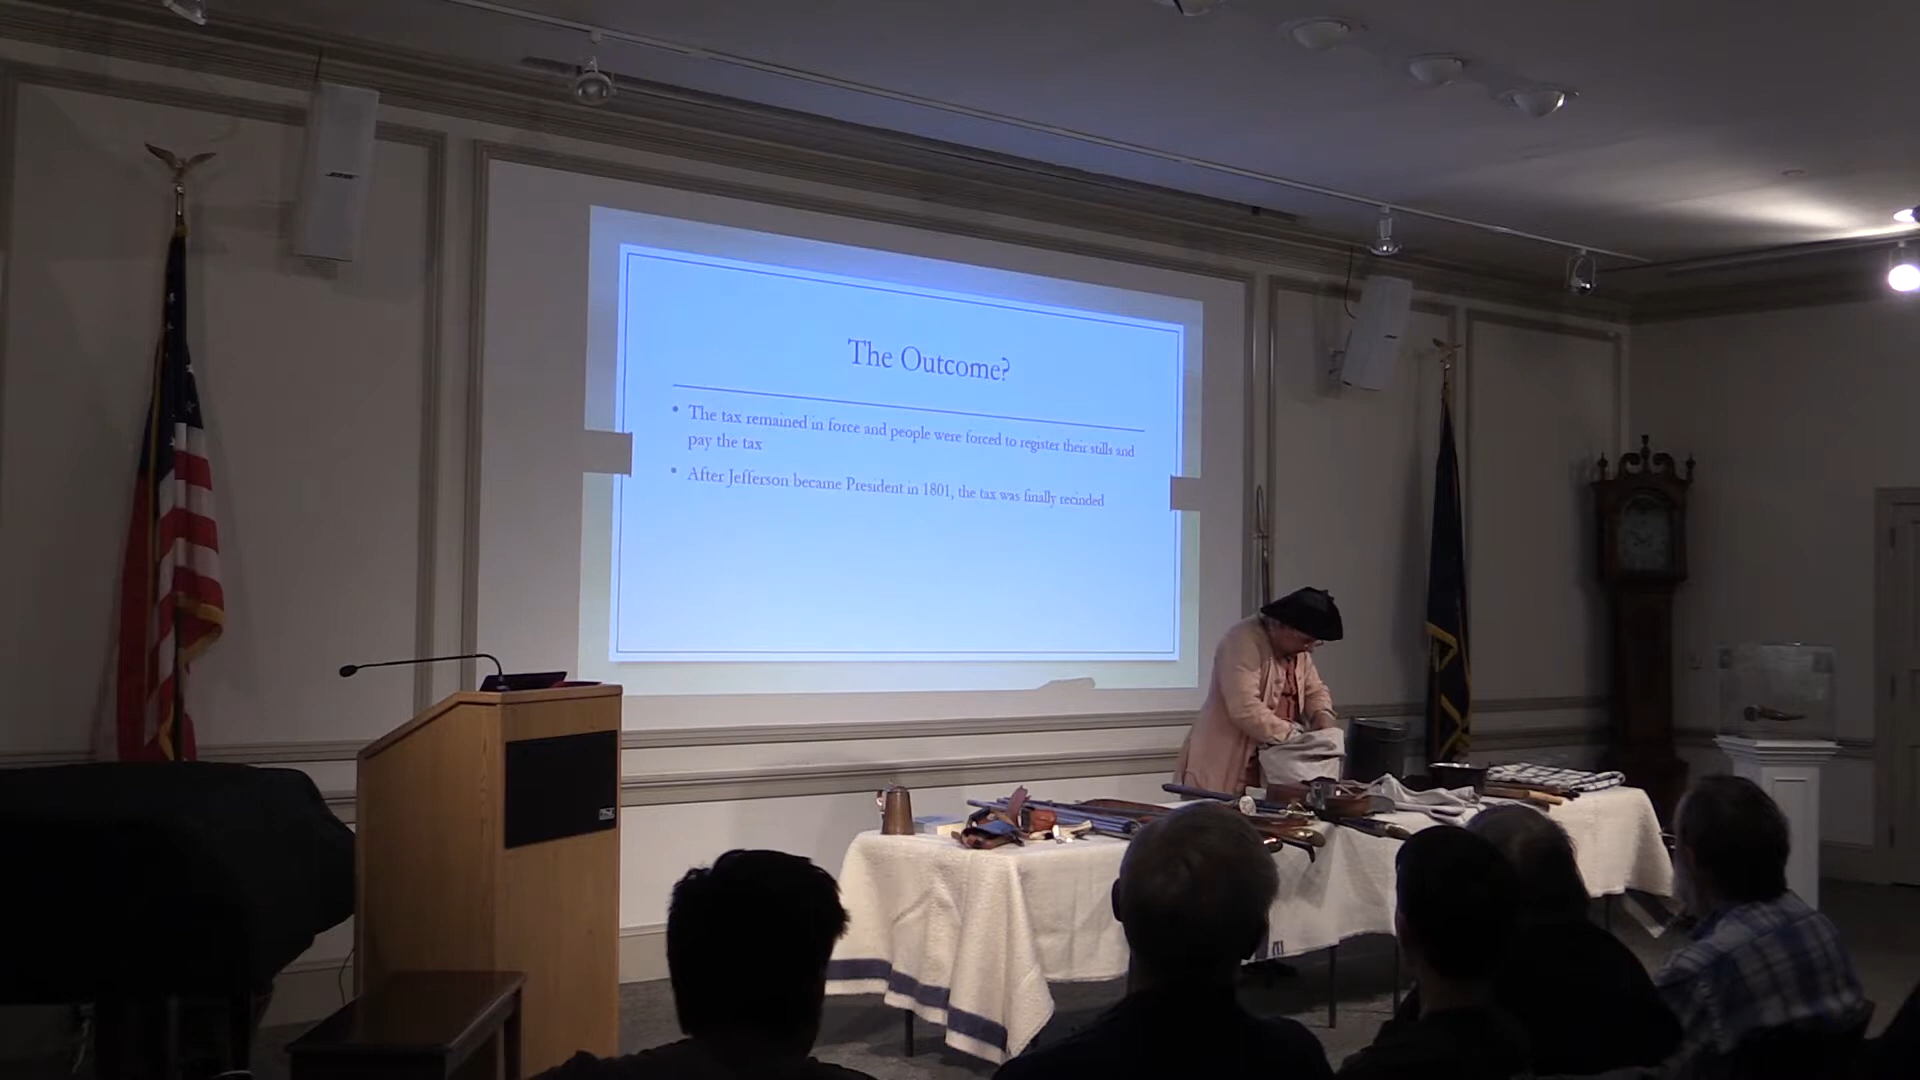 BOSE
The Outcome?
• The tax remained in force and people were forced to register their stills and
pay the tax
• After Jefferson became President in 1801, the tax was finally recinded